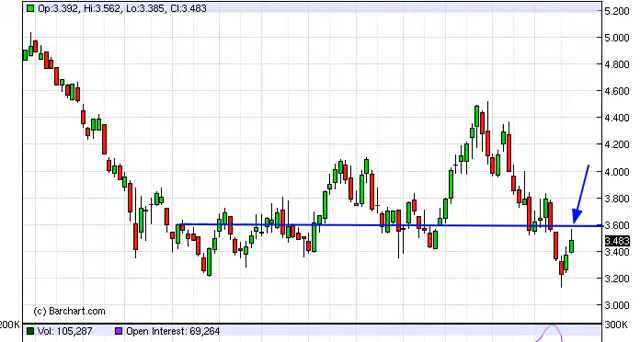 Op:3.392, Hi:3.562, Lo:3.385, Cl:3.483
5.200
5.000
4.800
4.600
4.400
4.200
4.000
3.800
3.600
3.483
3.400
3.200
3.000
(c) Barchart.com
200K
300K
Vol: 105,287
Open Interest: 69,264